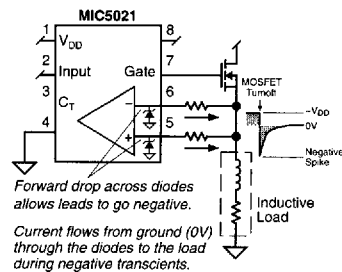 MIC5021
1 8
VDD
2 7
Input Gate
3 6
CT
4 5
−
+
MOSFET
Turnoff
−VDD
0V
Negative
Spike
Inductive
Load
Forward drop across diodes
allows leads to go negative.
Current flows from ground (0V)
through the diodes to the load
during negative transients.